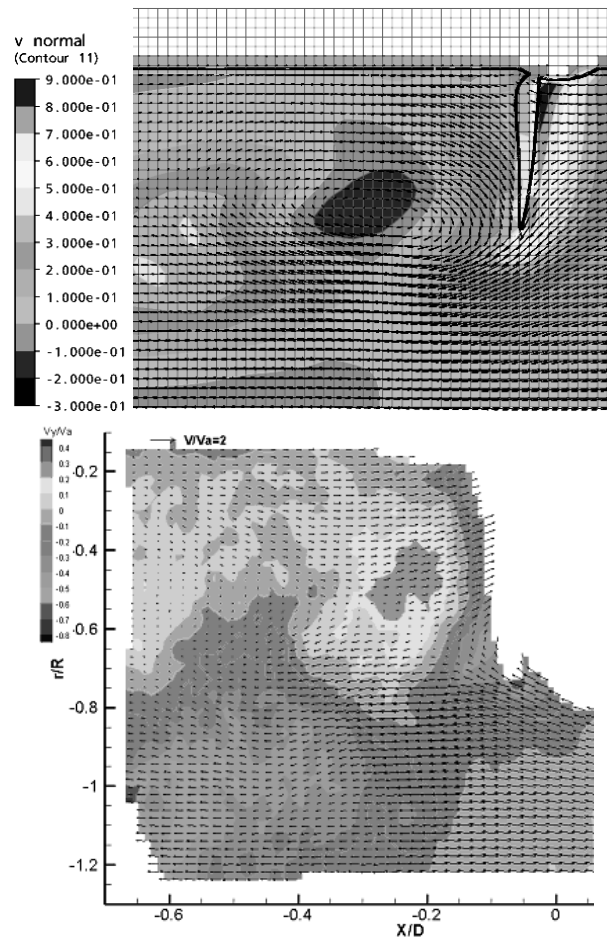 v normal
(Contour 11)
9.000e-01
8.000e-01
7.000e-01
6.000e-01
5.000e-01
4.000e-01
3.000e-01
2.000e-01
1.000e-01
0.000e+00
-1.000e-01
-2.000e-01
-3.000e-01
Vy/Va
0.4
0.3
0.2
0.1
0
-0.1
-0.2
-0.3
-0.4
-0.5
-0.6
-0.7
-0.8
V/Va=2
-0.2
-0.4
-0.6
r/R
-0.8
-1
-1.2
-0.6
-0.4
-0.2
0
X/D